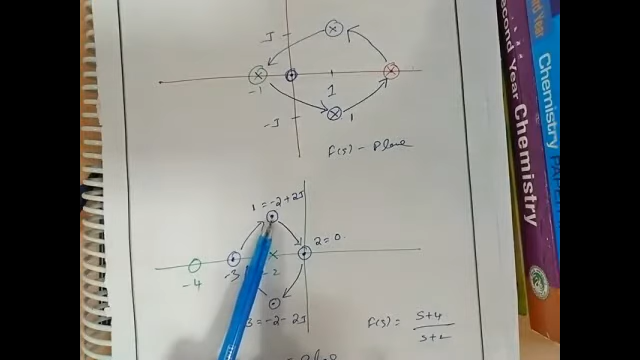 J
-1
1
-J
1
F(s) - Plane
1 = -2 + 2J
2 = 0
-4
-3
-2
3 = -2 - 2J
F(s) = S+4
S+2
Second Year Chemistry
Chemistry
Year